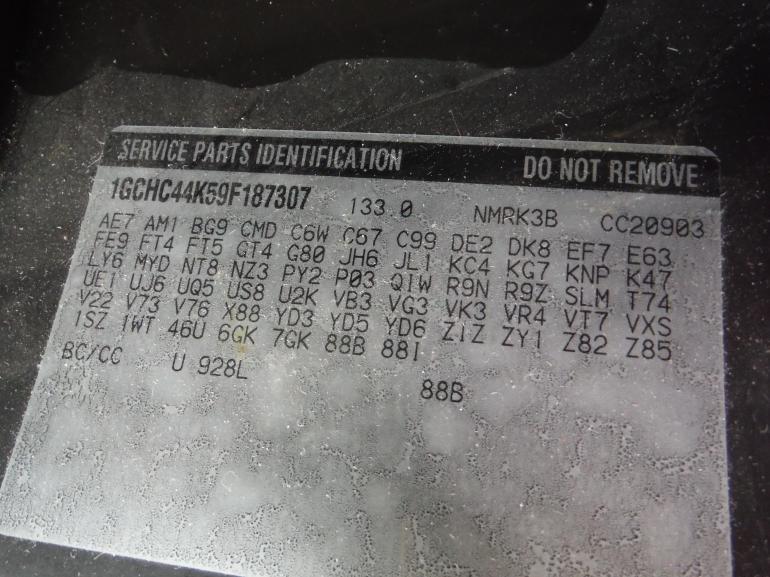 SERVICE PARTS IDENTIFICATION DO NOT REMOVE
1GCHC44K59F187307 133.0 NMRK3B CC20903
AE7 AM1 BG9 CMD C6W C67 C99 DE2 DK8 EF7 E63
FE9 FT4 FT5 GT4 G80 JH6 JL1 KC4 KG7 KNP K47
LY6 MYD NT8 NZ3 PY2 P03 Q1W R9N R9Z SLM T74
UE1 UJ6 UQ5 US8 U2K VB3 VG3 VK3 VR4 VT7 VXS
V22 V73 V76 X88 YD3 YD5 YD6 Z1Z ZY1 Z82 Z85
1SZ 1WT 46U 6GK 7GK 88B 88I
BC/CC U 928L 88B